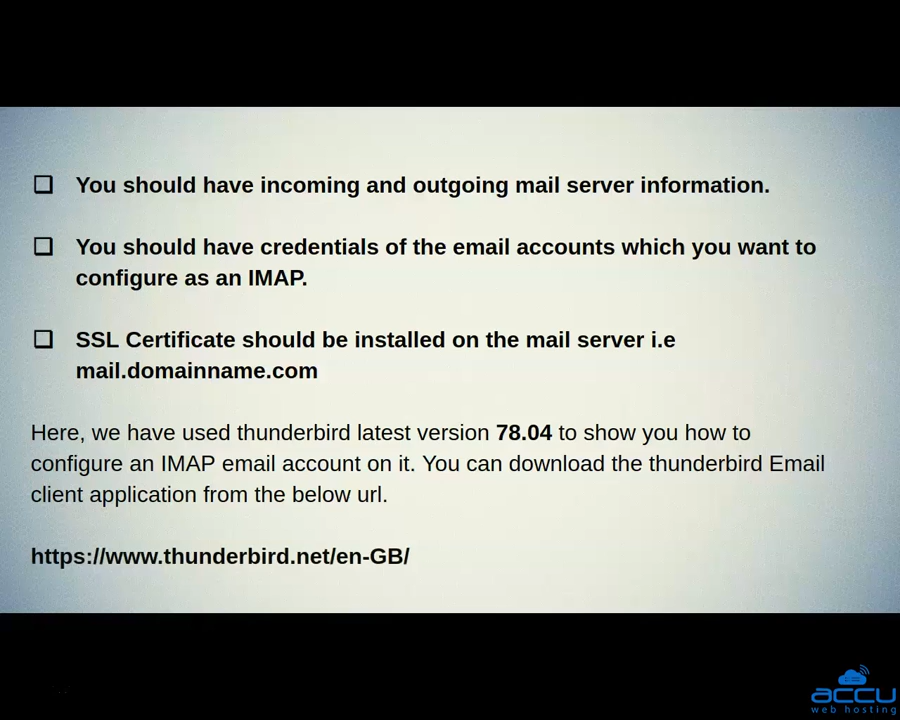 ❑ You should have incoming and outgoing mail server information.
❑ You should have credentials of the email accounts which you want to
configure as an IMAP.
❑ SSL Certificate should be installed on the mail server i.e
mail.domainname.com
Here, we have used thunderbird latest version 78.04 to show you how to
configure an IMAP email account on it. You can download the thunderbird Email
client application from the below url.
https://www.thunderbird.net/en-GB/
accu
web hosting